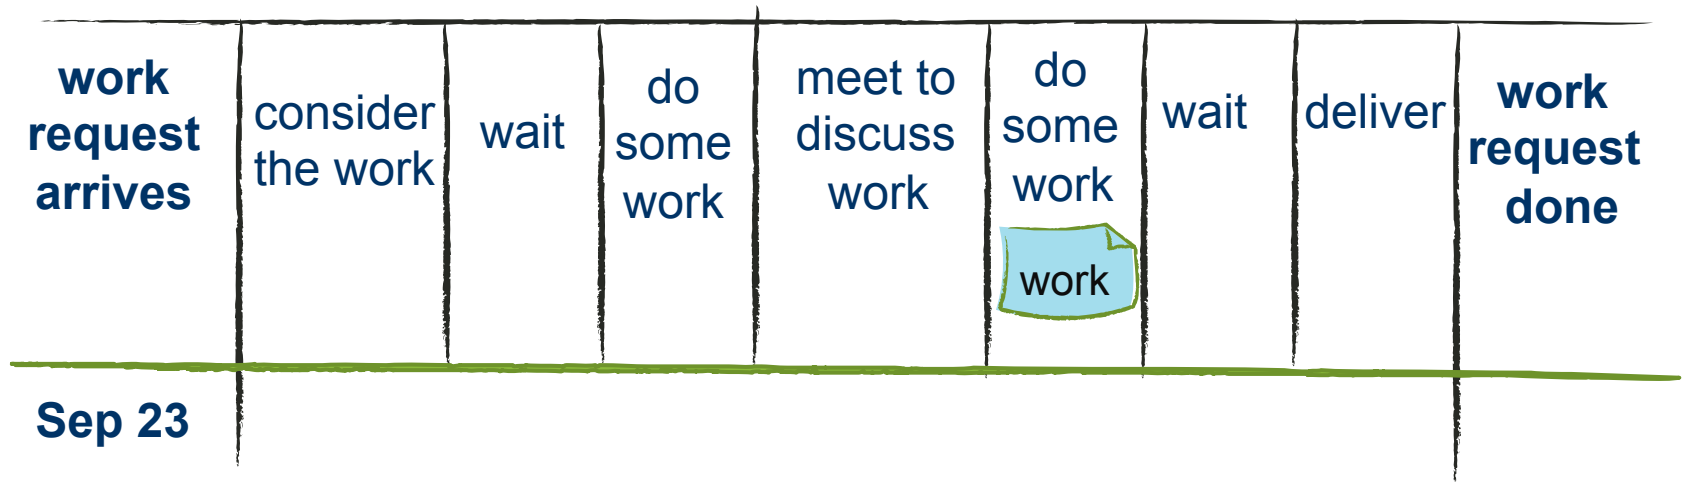 work
request
arrives
consider
the work
wait
do
some
work
meet to
discuss
work
do
some
work
work
wait
deliver
work
request
done
Sep 23